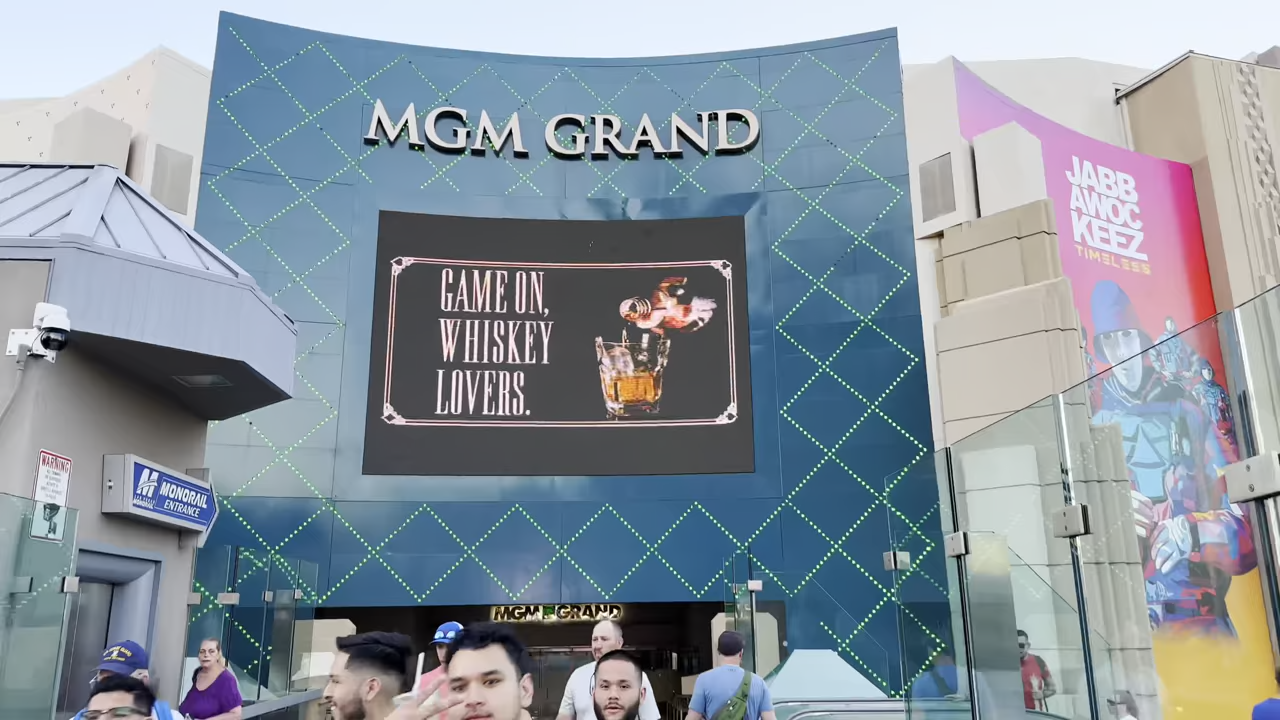 MGM GRAND
GAME ON,
WHISKEY
LOVERS.
JABB
AWOC
KEEZ
TIMELESS
WARNING
MONORAIL
ENTRANCE
MGM GRAND